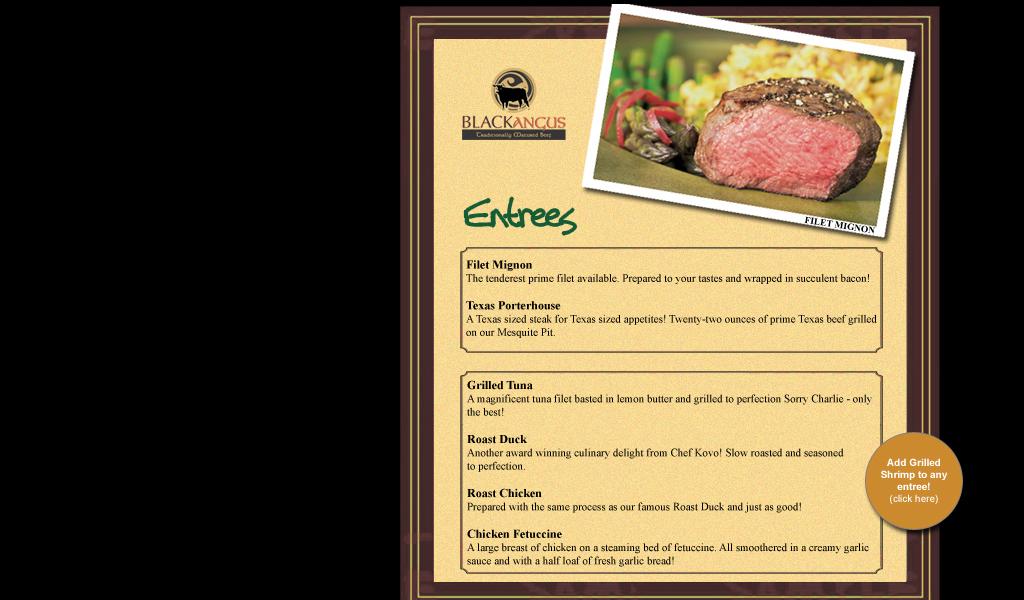 BLACKANGUS
Traditionally Matured Beef
FILET MIGNON
Entrees
Filet Mignon
The tenderest prime filet available. Prepared to your tastes and wrapped in succulent bacon!
Texas Porterhouse
A Texas sized steak for Texas sized appetites! Twenty-two ounces of prime Texas beef grilled
on our Mesquite Pit.
Grilled Tuna
A magnificent tuna filet basted in lemon butter and grilled to perfection Sorry Charlie - only
the best!
Roast Duck
Another award winning culinary delight from Chef Kovo! Slow roasted and seasoned
to perfection.
Roast Chicken
Prepared with the same process as our famous Roast Duck and just as good!
Chicken Fetuccine
A large breast of chicken on a steaming bed of fetuccine. All smoothered in a creamy garlic
sauce and with a half loaf of fresh garlic bread!
Add Grilled
Shrimp to any
entree!
(click here)